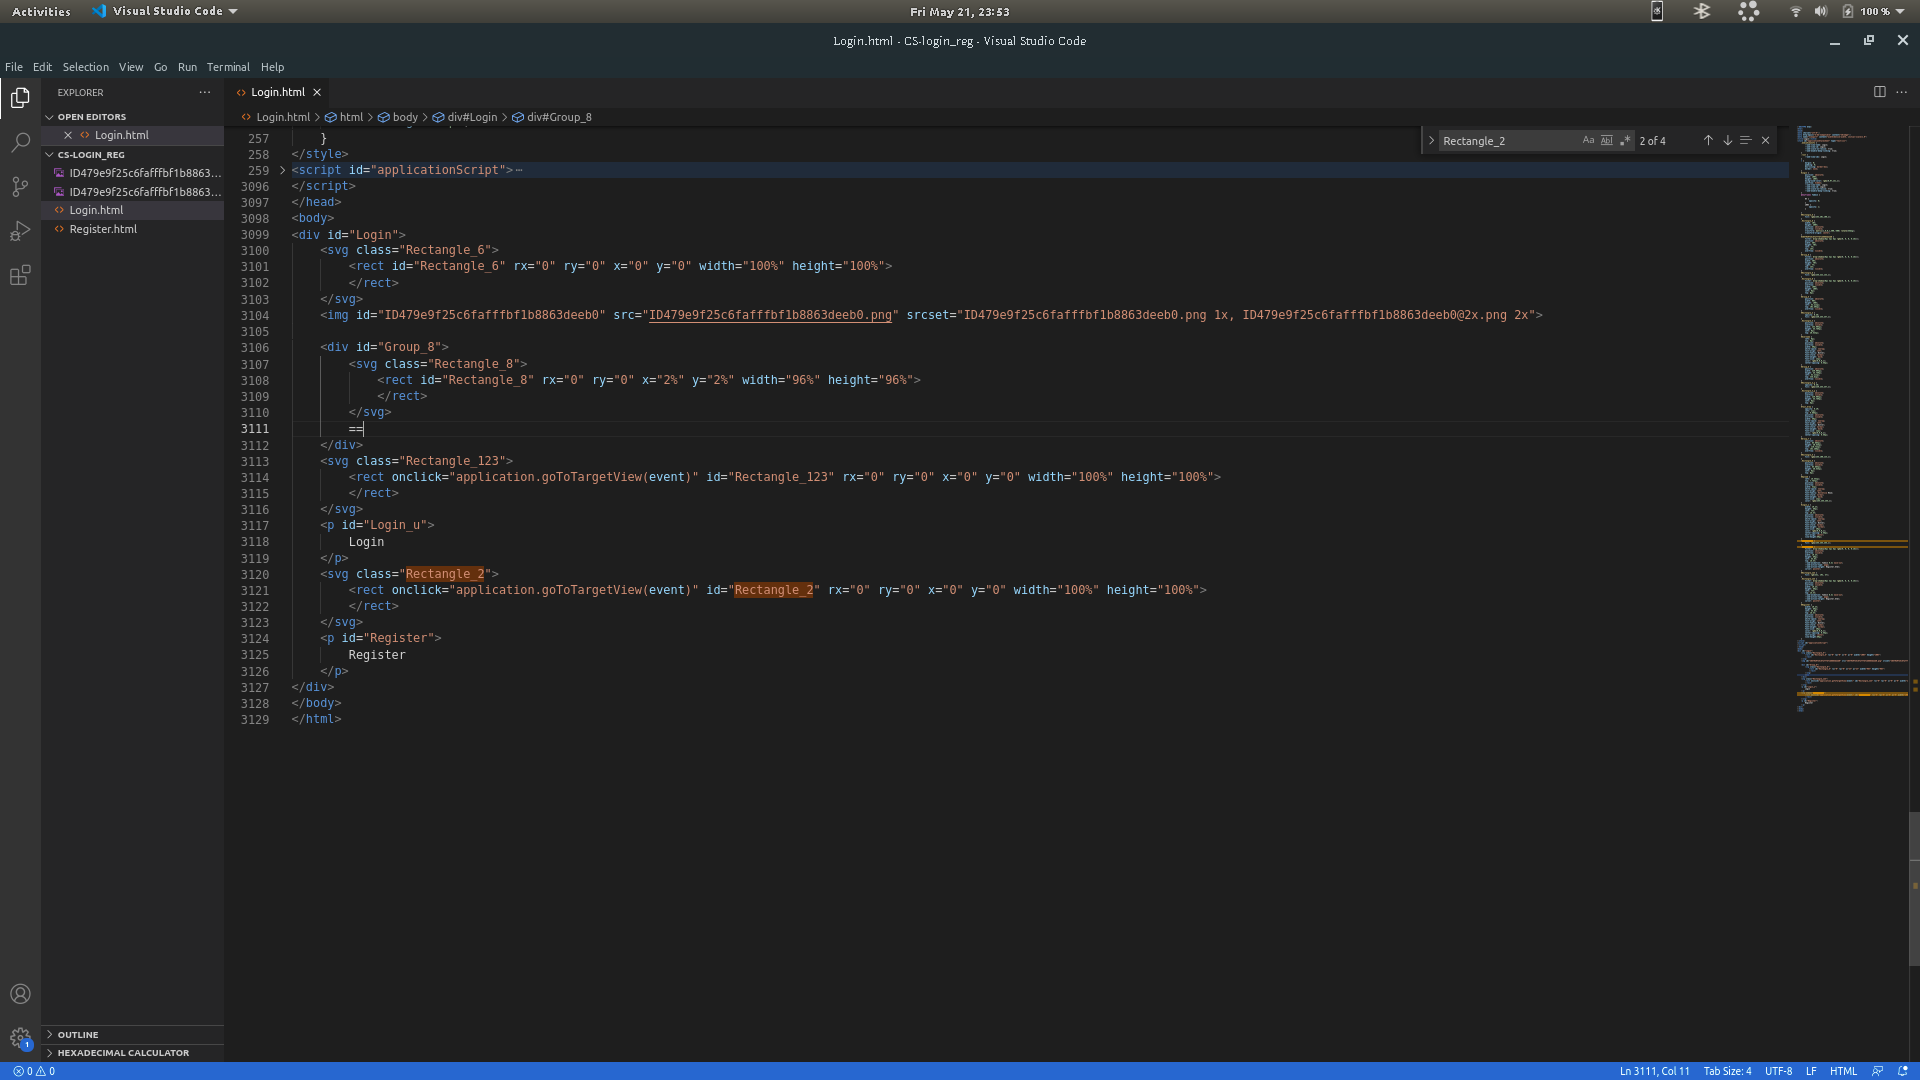 Activities
Visual Studio Code
Fri May 21, 23:53
100 %
Login.html - CS-login_reg - Visual Studio Code
File Edit Selection View Go Run Terminal Help
EXPLORER
OPEN EDITORS
Login.html
CS-LOGIN_REG
ID479e9f25c6fafffbf1b8863...
ID479e9f25c6fafffbf1b8863...
Login.html
Register.html
OUTLINE
HEXADECIMAL CALCULATOR
1
Login.html
Login.html > html > body > div#Login > div#Group_8
Rectangle_2 Aa Abl .* 2 of 4
257 }
258 </style>
259 <script id="applicationScript">...
3096 </script>
3097 </head>
3098 <body>
3099 <div id="Login">
3100 <svg class="Rectangle_6">
3101 <rect id="Rectangle_6" rx="0" ry="0" x="0" y="0" width="100%" height="100%">
3102 </rect>
3103 </svg>
3104 <img id="ID479e9f25c6fafffbf1b8863deeb0" src="ID479e9f25c6fafffbf1b8863deeb0.png" srcset="ID479e9f25c6fafffbf1b8863deeb0.png 1x, ID479e9f25c6fafffbf1b8863deeb0@2x.png 2x">
3105
3106 <div id="Group_8">
3107 <svg class="Rectangle_8">
3108 <rect id="Rectangle_8" rx="0" ry="0" x="2%" y="2%" width="96%" height="96%">
3109 </rect>
3110 </svg>
3111 ==
3112 </div>
3113 <svg class="Rectangle_123">
3114 <rect onclick="application.goToTargetView(event)" id="Rectangle_123" rx="0" ry="0" x="0" y="0" width="100%" height="100%">
3115 </rect>
3116 </svg>
3117 <p id="Login_u">
3118 Login
3119 </p>
3120 <svg class="Rectangle_2">
3121 <rect onclick="application.goToTargetView(event)" id="Rectangle_2" rx="0" ry="0" x="0" y="0" width="100%" height="100%">
3122 </rect>
3123 </svg>
3124 <p id="Register">
3125 Register
3126 </p>
3127 </div>
3128 </body>
3129 </html>
0 0
Ln 3111, Col 11 Tab Size: 4 UTF-8 LF HTML